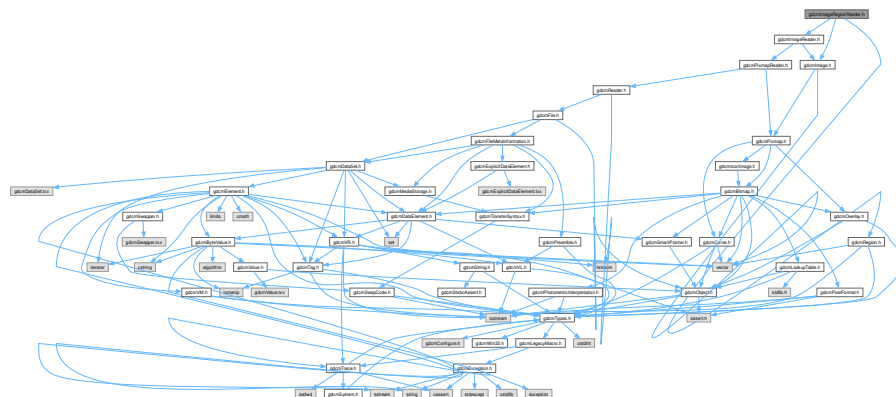 gdcmImageRegionReader.h
gdcmImageReader.h
gdcmPixmapReader.h
gdcmImage.h
gdcmReader.h
gdcmFile.h
gdcmFileMetaInformation.h
gdcmPixmap.h
gdcmDataSet.h
gdcmExplicitDataElement.h
gdcmIconImage.h
gdcmDataSet.txx
gdcmElement.h
gdcmMediaStorage.h
gdcmExplicitDataElement.txx
gdcmBitmap.h
gdcmSwapper.h
limits
cmath
gdcmDataElement.h
gdcmTransferSyntax.h
gdcmOverlay.h
gdcmSwapper.txx
gdcmByteValue.h
gdcmVR.h
set
gdcmPreamble.h
gdcmSmartPointer.h
gdcmCurve.h
gdcmRegion.h
iterator
cstring
algorithm
gdcmValue.h
gdcmTag.h
gdcmString.h
gdcmVL.h
fstream
vector
gdcmLookupTable.h
gdcmVM.h
iomanip
gdcmValue.txx
gdcmSwapCode.h
gdcmStaticAssert.h
gdcmPhotometricInterpretation.h
gdcmObject.h
stdlib.h
gdcmPixelFormat.h
iostream
gdcmTypes.h
assert.h
gdcmConfigure.h
gdcmWin32.h
gdcmLegacyMacro.h
cstdint
gdcmTrace.h
gdcmException.h
iosfwd
gdcmSystem.h
sstream
string
cassert
stdexcept
cstdlib
exception